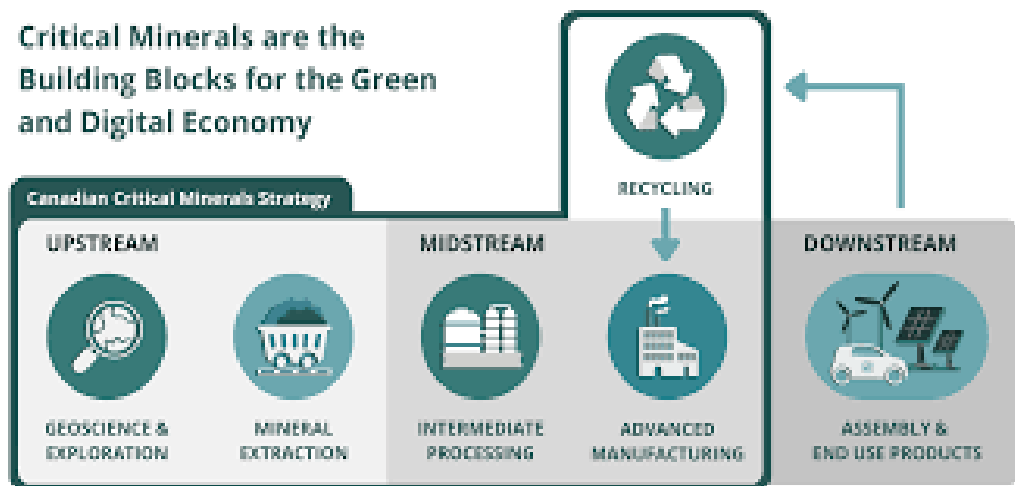 Critical Minerals are the
Building Blocks for the Green
and Digital Economy
RECYCLING
Canadian Critical Minerals Strategy
UPSTREAM
MIDSTREAM
DOWNSTREAM
GEOSCIENCE &
EXPLORATION
MINERAL
EXTRACTION
INTERMEDIATE
PROCESSING
ADVANCED
MANUFACTURING
ASSEMBLY &
END USE PRODUCTS